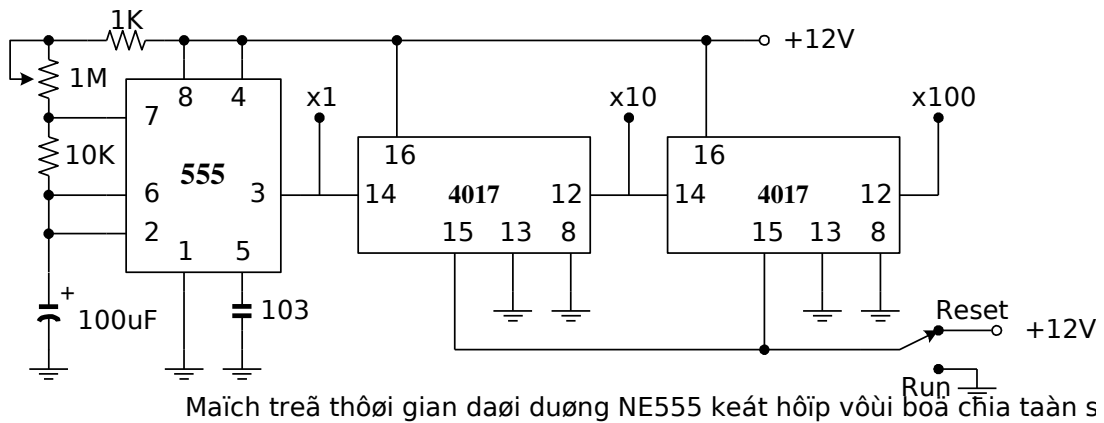 1K
+12V
1M
8 4
x1
x10
x100
7
16
16
10K
555
6
3
14
4017
12
14
4017
12
2
15 13 8
15 13 8
1 5
+
100uF
103
Reset
+12V
Run
Maïch treã thôøi gian daøi duøng NE555 keát hôïp vôùi boä chia taàn s